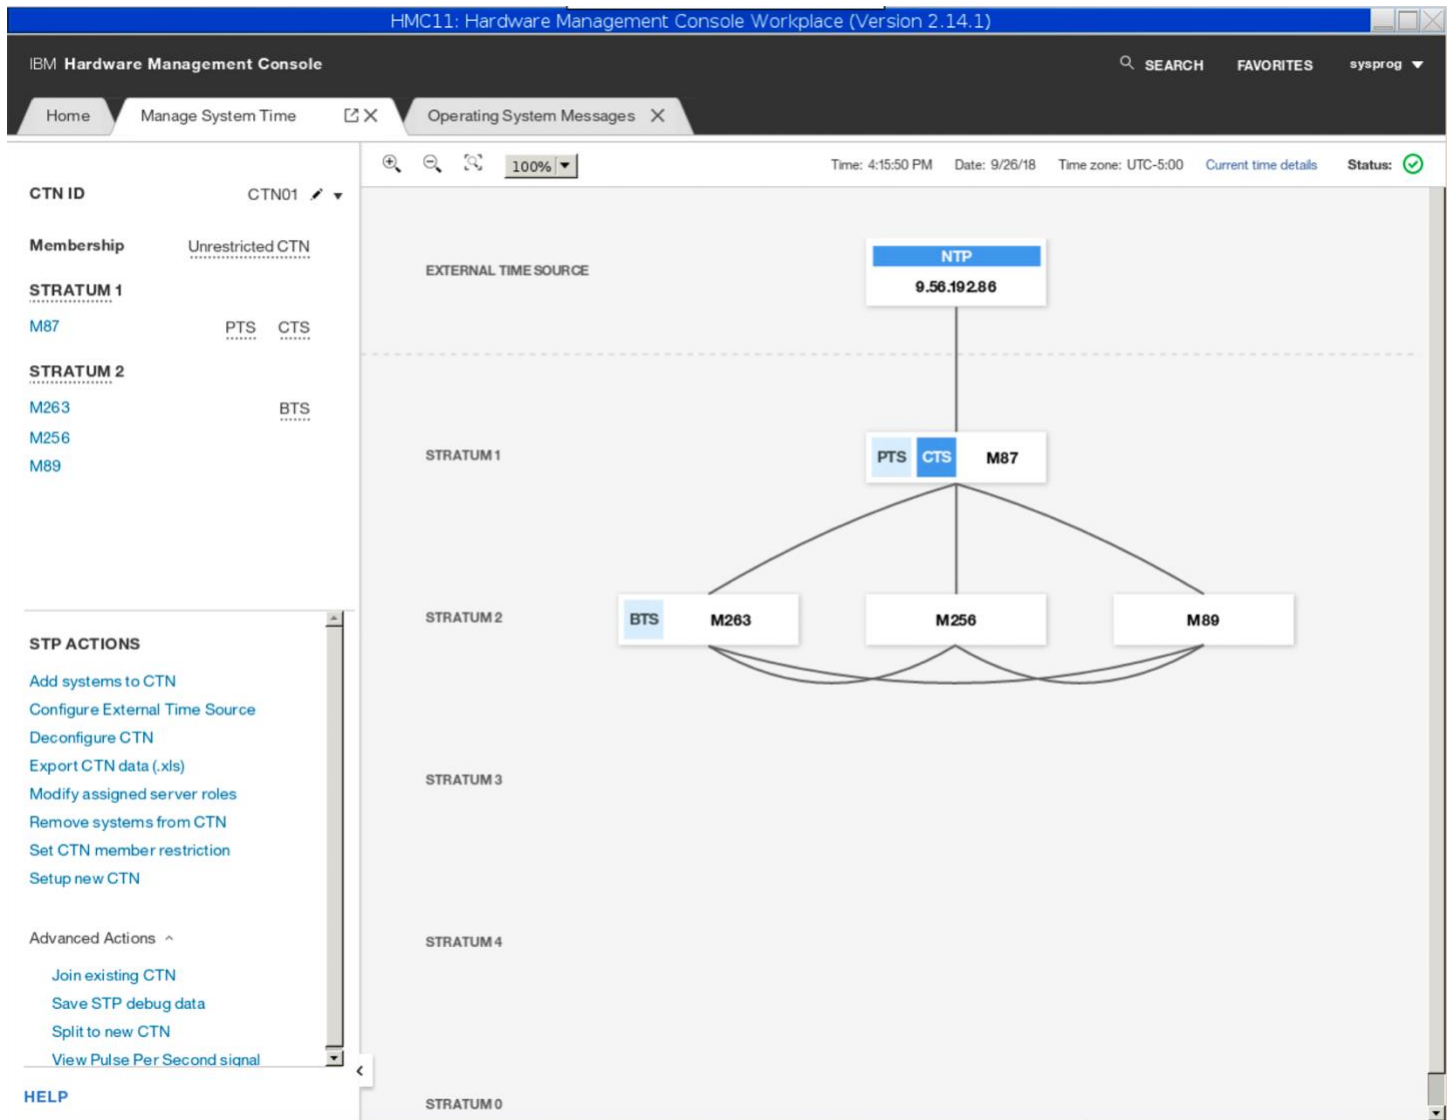 HMC11: Hardware Management Console Workplace (Version 2.14.1)
IBM Hardware Management Console
SEARCH
FAVORITES
sysprog
Home
Manage System Time
Operating System Messages
100%
Time: 4:15:50 PM
Date: 9/26/18
Time zone: UTC-5:00
Current time details
Status:
CTN ID CTN01
Membership Unrestricted CTN
STRATUM 1
M87 PTS CTS
STRATUM 2
M263 BTS
M256
M89
STP ACTIONS
Add systems to CTN
Configure External Time Source
Deconfigure CTN
Export CTN data (.xls)
Modify assigned server roles
Remove systems from CTN
Set CTN member restriction
Setup new CTN
Advanced Actions
Join existing CTN
Save STP debug data
Split to new CTN
View Pulse Per Second signal
HELP
EXTERNAL TIME SOURCE
NTP
9.56.192.86
STRATUM 1
PTS CTS M87
STRATUM 2
BTS M263
M256
M89
STRATUM 3
STRATUM 4
STRATUM 0